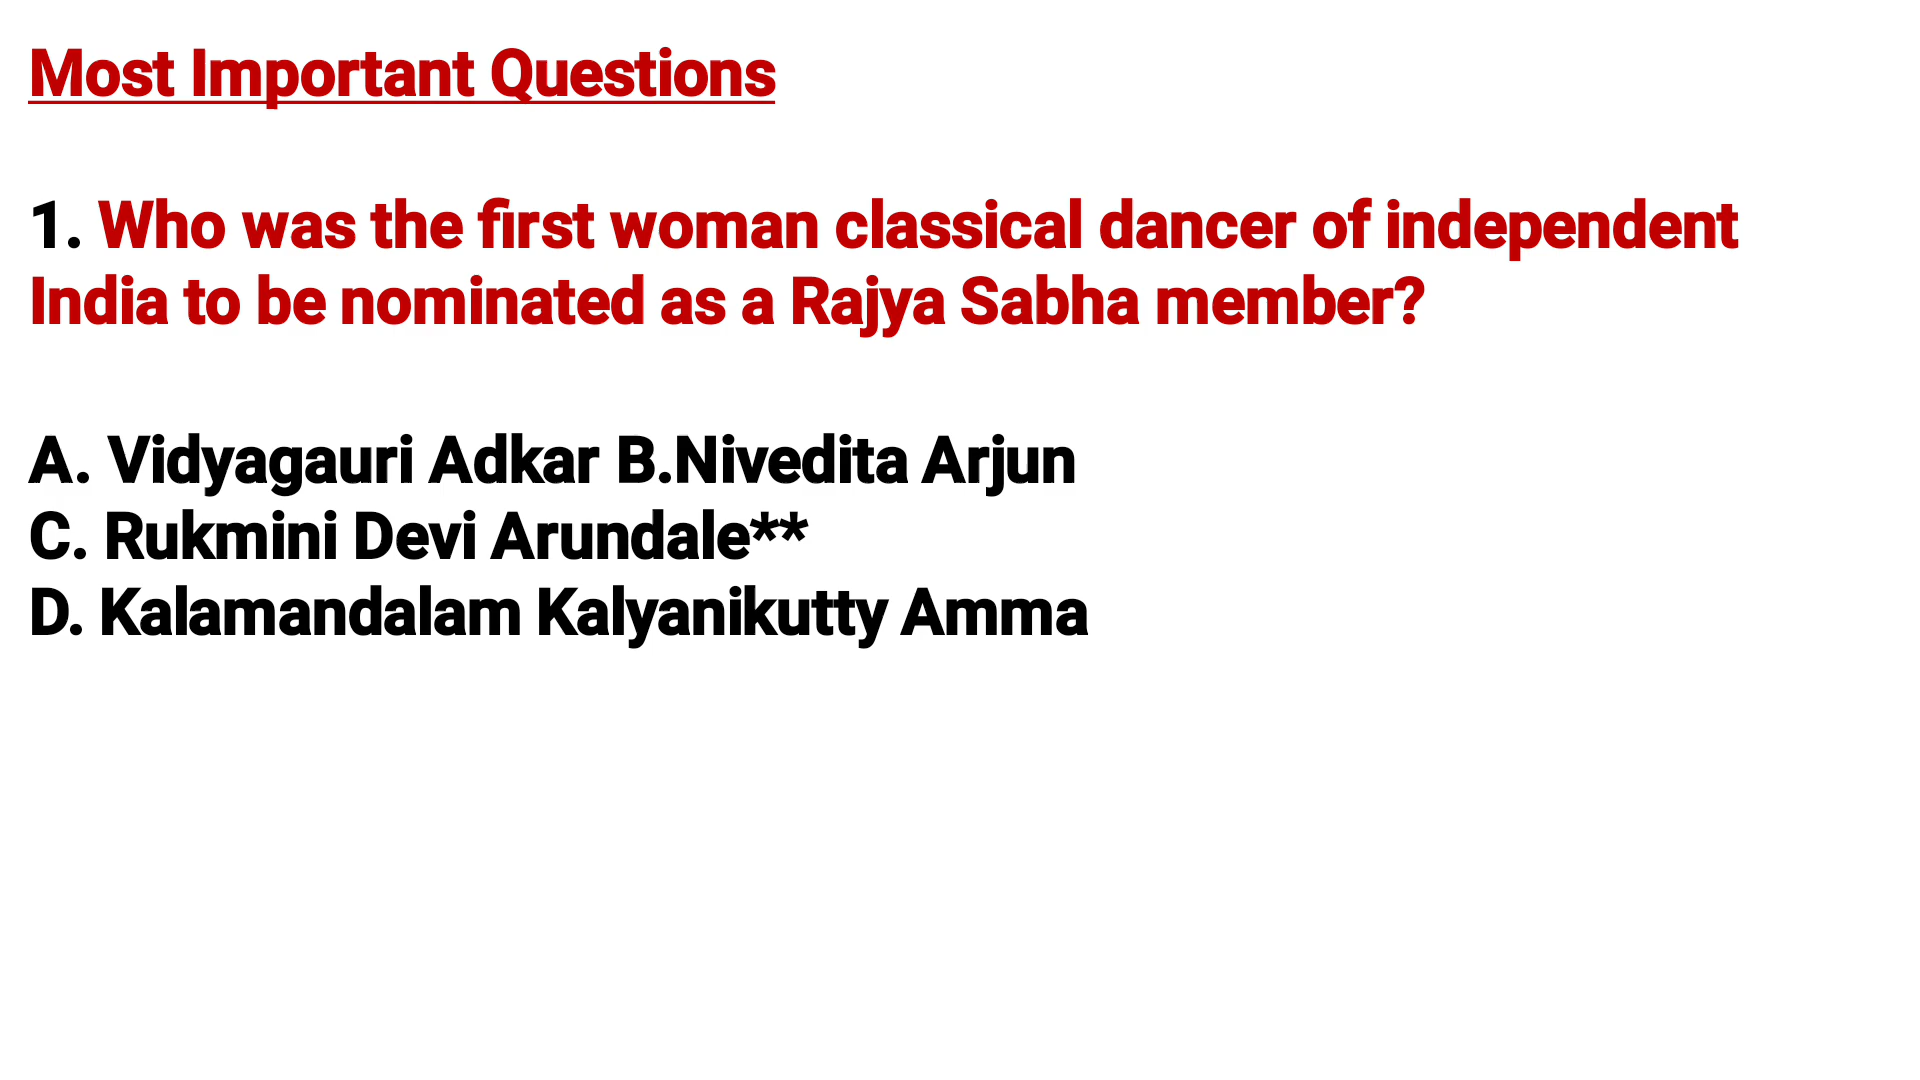 Most Important Questions
1. Who was the first woman classical dancer of independent
India to be nominated as a Rajya Sabha member?
A. Vidyagauri Adkar B.Nivedita Arjun
C. Rukmini Devi Arundale**
D. Kalamandalam Kalyanikutty Amma